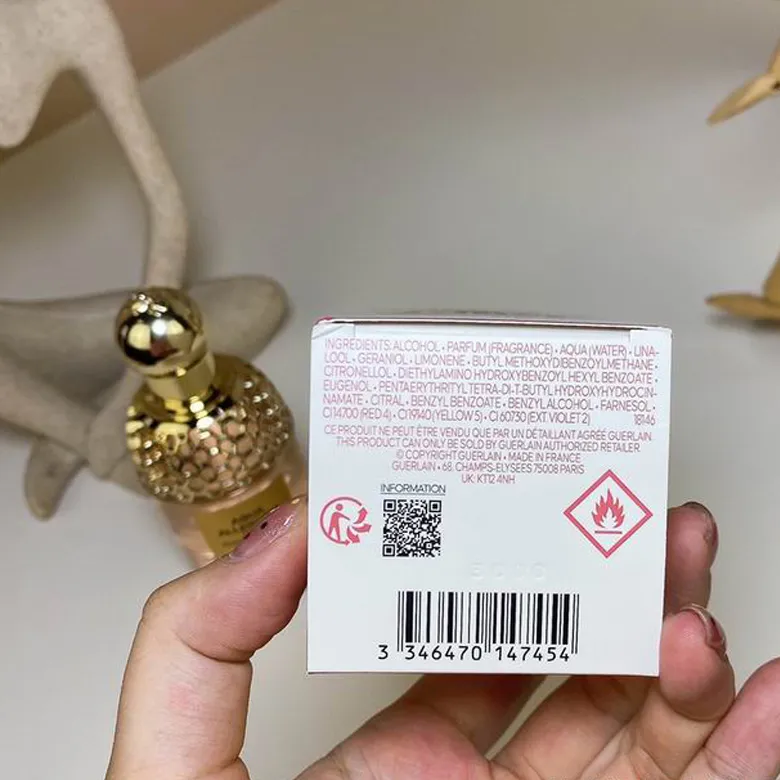 INGREDIENTS: ALCOHOL • PARFUM (FRAGRANCE) • AQUA (WATER) • LINA-
LOOL • GERANIOL • LIMONENE • BUTYL METHOXYDIBENZOYLMETHANE •
CITRONELLOL • DIETHYLAMINO HYDROXYBENZOYL HEXYL BENZOATE •
EUGENOL • PENTAERYTHRITYL TETRA-DI-T-BUTYL HYDROXYHYDROCIN-
NAMATE • CITRAL • BENZYL BENZOATE • BENZYL ALCOHOL • FARNESOL •
CI 14700 (RED 4) • CI 19140 (YELLOW 5) • CI 60730 (EXT. VIOLET 2) 18146
CE PRODUIT NE PEUT ÊTRE VENDU QUE PAR UN DÉTAILLANT AGRÉÉ GUERLAIN.
THIS PRODUCT CAN ONLY BE SOLD BY GUERLAIN AUTHORIZED RETAILER.
© COPYRIGHT GUERLAIN • MADE IN FRANCE
GUERLAIN • 68, CHAMPS-ELYSEES 75008 PARIS
UK: KT12 4NH
INFORMATION
3 346470 147454
AQUA